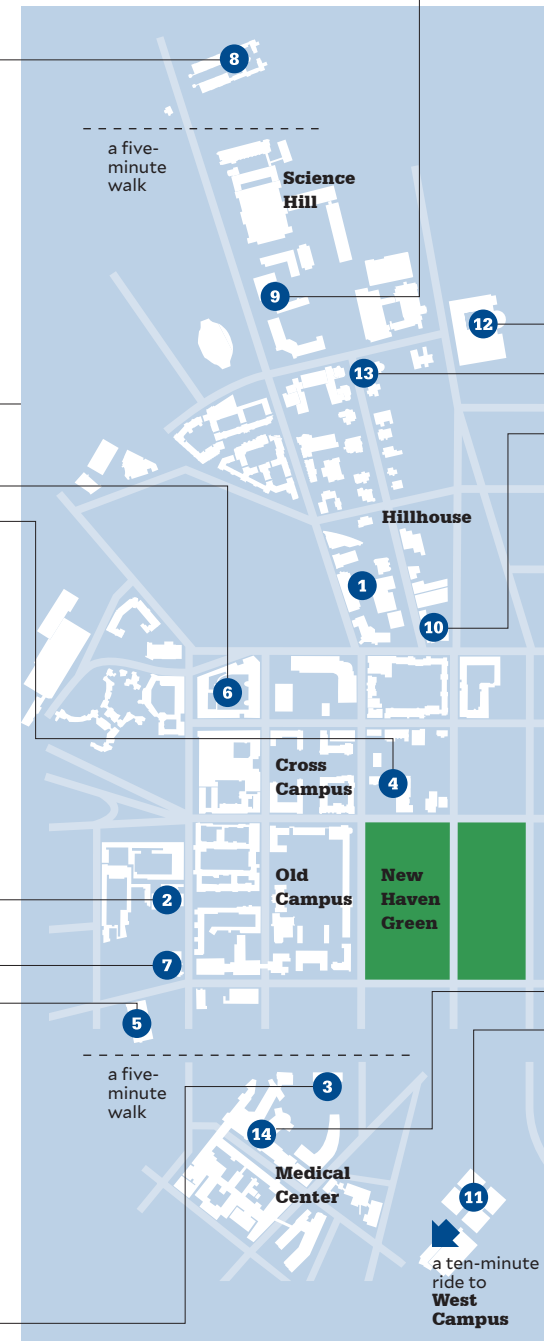 8
a five-
minute
walk
Science
Hill
9
12
13
Hillhouse
1
10
6
Cross
Campus
4
Old
Campus
New
Haven
Green
2
7
5
a five-
minute
walk
3
14
Medical
Center
11
a ten-minute
ride to
West
Campus